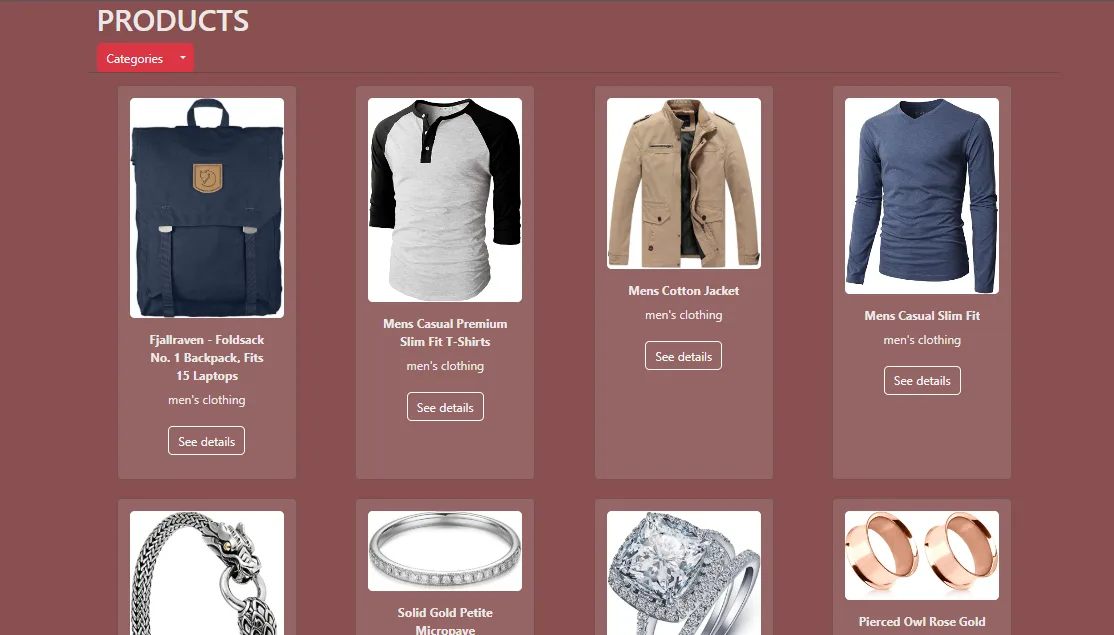 PRODUCTS
Categories
Fjallraven - Foldsack
No. 1 Backpack, Fits
15 Laptops
men's clothing
See details
Mens Casual Premium
Slim Fit T-Shirts
men's clothing
See details
Mens Cotton Jacket
men's clothing
See details
Mens Casual Slim Fit
men's clothing
See details
Solid Gold Petite
Micropave
Pierced Owl Rose Gold